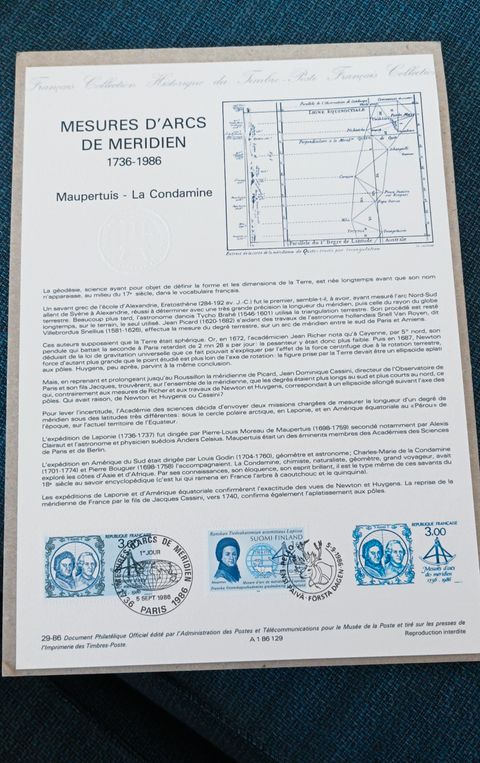 Français Collection Historique du Timbre-Poste Français Collection
MESURES D'ARCS
DE MERIDIEN
1736-1986
Maupertuis - La Condamine
LIGNE EQUINOCTIALE
Parallèle du 1er Degré de Latitude Australe
La géodésie, science ayant pour objet de définir la forme et les dimensions de la Terre, est née longtemps avant que son
n'apparaisse, au milieu du 17e siècle, dans le vocabulaire français.
Un savant grec de l'école d'Alexandrie, Eratosthène (284-192 av. J.-C.) fut le premier, semble-t-il, à avoir, ayant mesuré l'arc Nord-Sud
allant de Syène à Alexandrie, réussi à déterminer avec une très grande précision la longueur du méridien, puis celle du rayon du globe
terrestre. Beaucoup plus tard, l'astronome danois Tycho Brahé (1546-1601) utilisa la triangulation terrestre. Son procédé est resté
longtemps, sur le terrain, le seul utilisé. Jean Picard (1620-1682) s'aidant des travaux de l'astronome hollandais Snell Van Royen, dit
Villebrordus Snellius (1581-1626), effectua la mesure du degré terrestre, sur un arc de méridien entre le sud de Paris et Amiens.
Ces auteurs supposaient que la Terre était sphérique. Or, en 1672, l'académicien Jean Richer nota qu'à Cayenne, par 5° nord, son
pendule qui battait la seconde à Paris retardait de 2 mn 28 s par jour: la pesanteur y était donc plus faible. Puis en 1687, Newton
déduisit de la loi de gravitation universelle que ce fait pouvait s'expliquer par l'effet de la force centrifuge due à la rotation terrestre,
force d'autant plus grande que le point étudié est plus loin de l'axe de rotation: la figure prise par la Terre devait être un ellipsoïde aplati
aux pôles. Huygens, peu après, parvint à la même conclusion.
Mais, en reprenant et prolongeant jusqu'au Roussillon la méridienne de Picard, Jean Dominique Cassini, directeur de l'Observatoire de
Paris et son fils Jacques, trouvèrent, sur l'ensemble de la méridienne, que les degrés étaient plus longs au sud et plus courts au nord, ce
qui, contrairement aux mesures de Richer et aux travaux de Newton et Huygens, correspondait à un ellipsoïde allongé suivant l'axe des
pôles. Qui avait raison, de Newton et Huygens ou Cassini?
Pour lever l'incertitude, l'Académie des Sciences décida d'envoyer deux missions chargées de mesurer la longueur d'un degré de
méridien sous des latitudes très différentes: sous le cercle polaire arctique, en Laponie, et en Amérique équatoriale au «Pérou» de
l'époque, sur l'actuel territoire de l'Equateur.
L'expédition de Laponie (1736-1737) fut dirigée par Pierre-Louis Moreau de Maupertuis (1698-1759) secondé notamment par Alexis
Clairaut et l'astronome et physicien suédois Anders Celsius. Maupertuis était un des éminents membres des Académies des Sciences
de Paris et de Berlin.
L'expédition en Amérique du Sud était dirigée par Louis Godin (1704-1760), géomètre et astronome; Charles-Marie de la Condamine
(1701-1774) et Pierre Bouguer (1698-1758) l'accompagnaient. La Condamine, chimiste, naturaliste, géomètre, grand voyageur, avait
exploré les côtes d'Asie et d'Afrique. Par ses connaissances, son éloquence, son esprit brillant, il est le type même de ces savants du
18e siècle au savoir encyclopédique (c'est lui qui ramena en France l'arbre à caoutchouc et le quinquina).
Les expéditions de Laponie et d'Amérique équatoriale confirmèrent l'exactitude des vues de Newton et Huygens. La reprise de la
méridienne de France par le fils de Jacques Cassini, vers 1740, confirma également l'aplatissement aux pôles.
REPUBLIQUE FRANÇAISE
1er JOUR
D'ARCS DE MERIDIEN
5 SEPT 1986
1736 PARIS 1986
SUOMI FINLAND
5-9-1986
PÄIVÄ-FÖRSTA DAGEN
REPUBLIQUE FRANÇAISE
3,00
Mesures d'arcs
de méridien
1736-1986
29-86 Document Philatélique Officiel édité par l'Administration des Postes et Télécommunications pour le Musée de la Poste et tiré sur les presses de
l'Imprimerie des Timbres-Poste.
A 186 129
Reproduction interdite